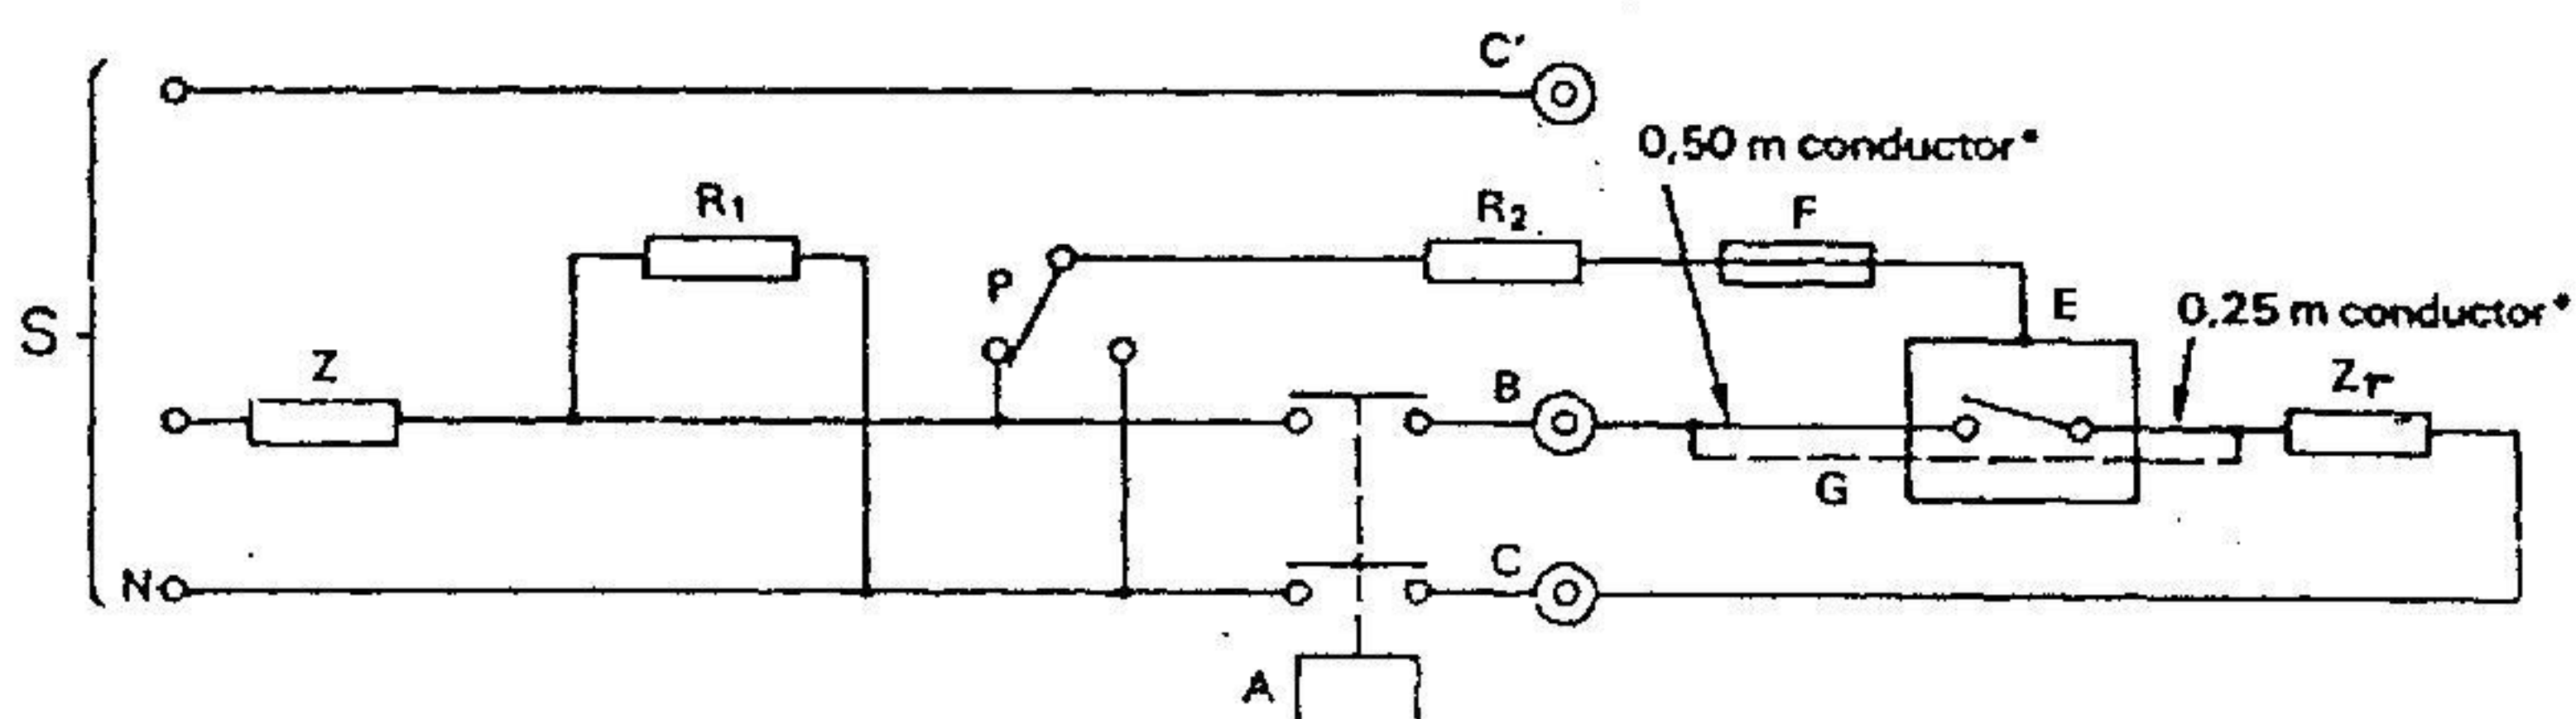 C'
0,50 m conductor*
R1
R2
F
P
E
0,25 m conductor*
S
Z
B
Zr
G
N
C
A